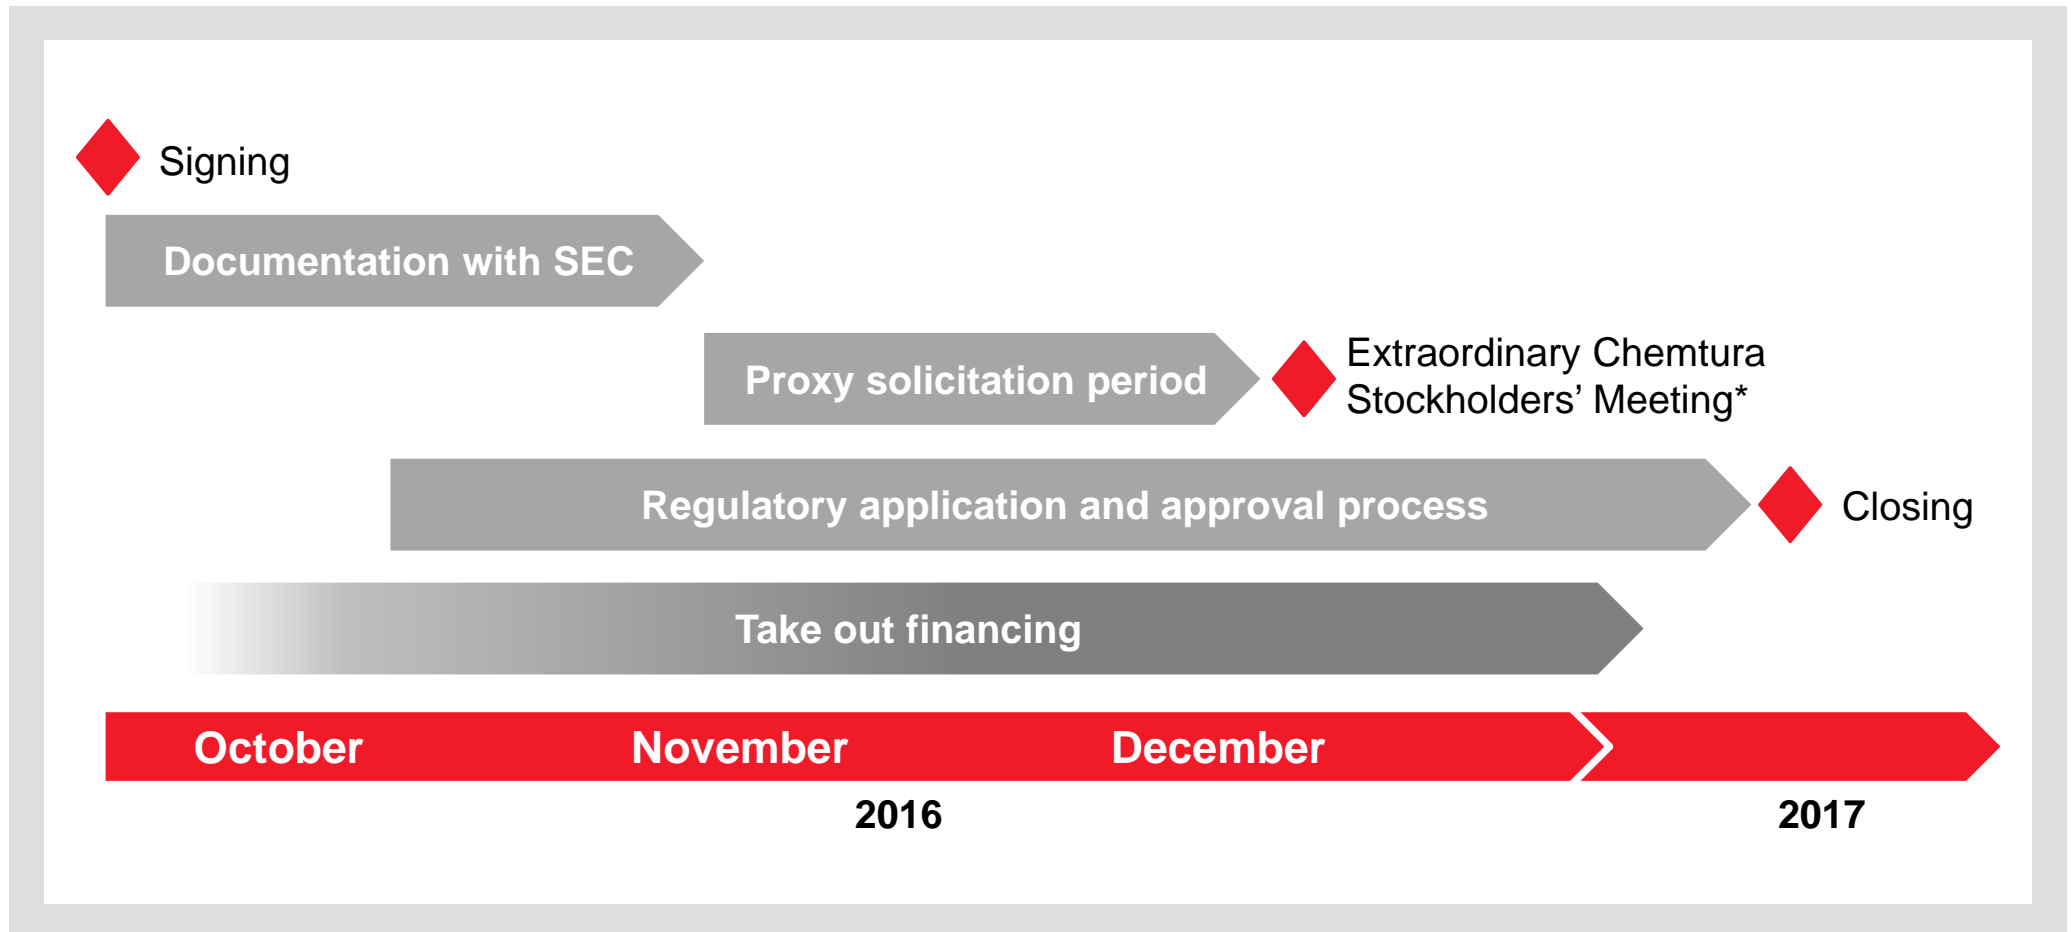 Signing
Documentation with SEC
Proxy solicitation period
Extraordinary Chemtura
Stockholders’ Meeting*
Regulatory application and approval process
Closing
Take out financing
October November December
2016 2017